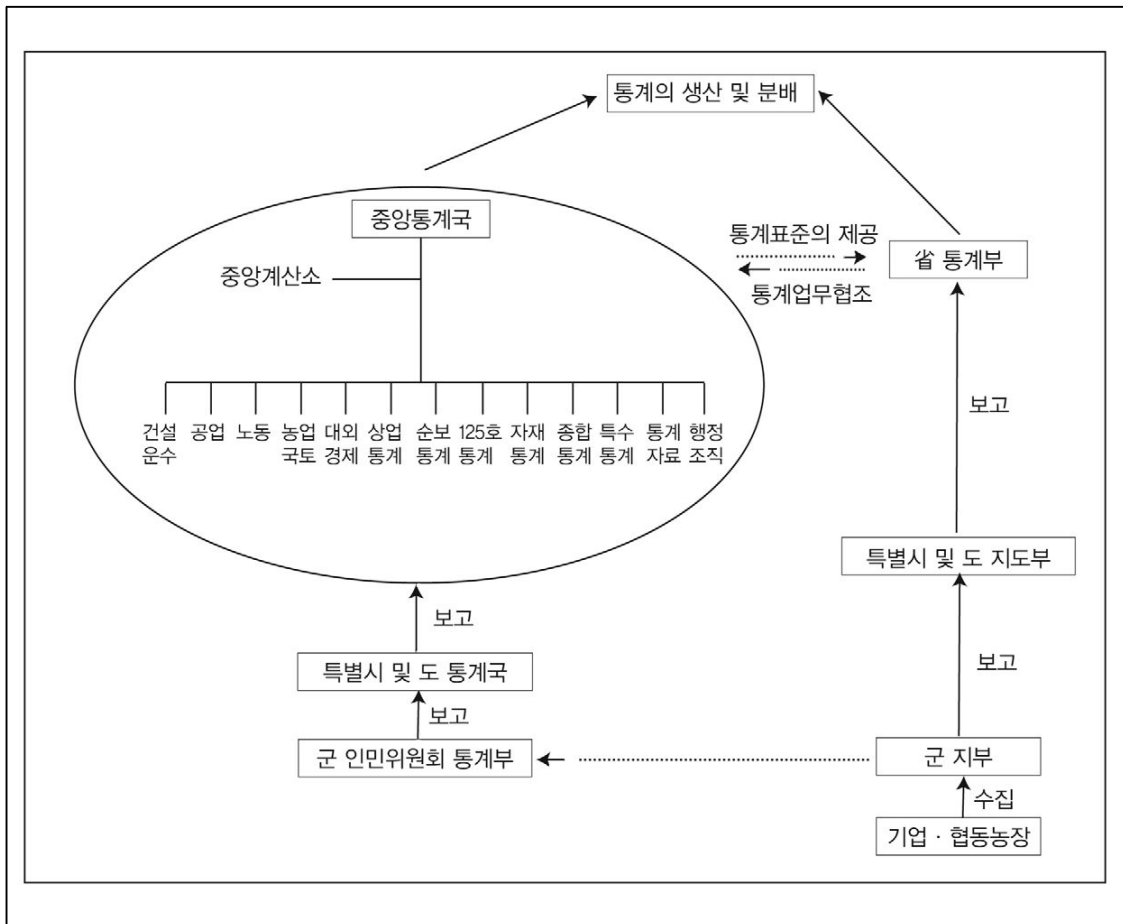 통계의 생산 및 분배
중앙통계국
통계표준의 제공
省 통계부
중앙계산소
통계업무협조
보고
건설 공업 노동 농업 대외 상업 순보 125호 자재 종합 특수 통계 행정
운수 국토 경제 통계 통계 통계 통계 통계 통계 자료 조직
특별시 및 도 지도부
보고
특별시 및 도 통계국
보고
보고
군 인민위원회 통계부
군 지부
수집
기업 · 협동농장